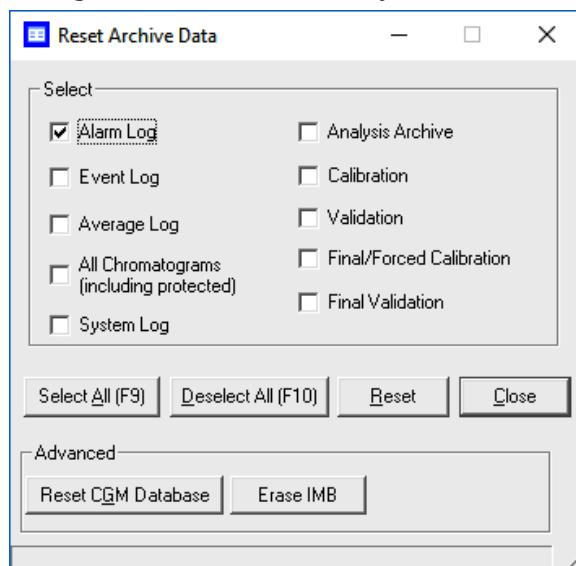 Reset Archive Data
Select
Alarm Log
Analysis Archive
Event Log
Calibration
Average Log
Validation
All Chromatograms
(including protected)
Final/Forced Calibration
System Log
Final Validation
Select All (F9)
Deselect All (F10)
Reset
Close
Advanced
Reset CGM Database
Erase IMB